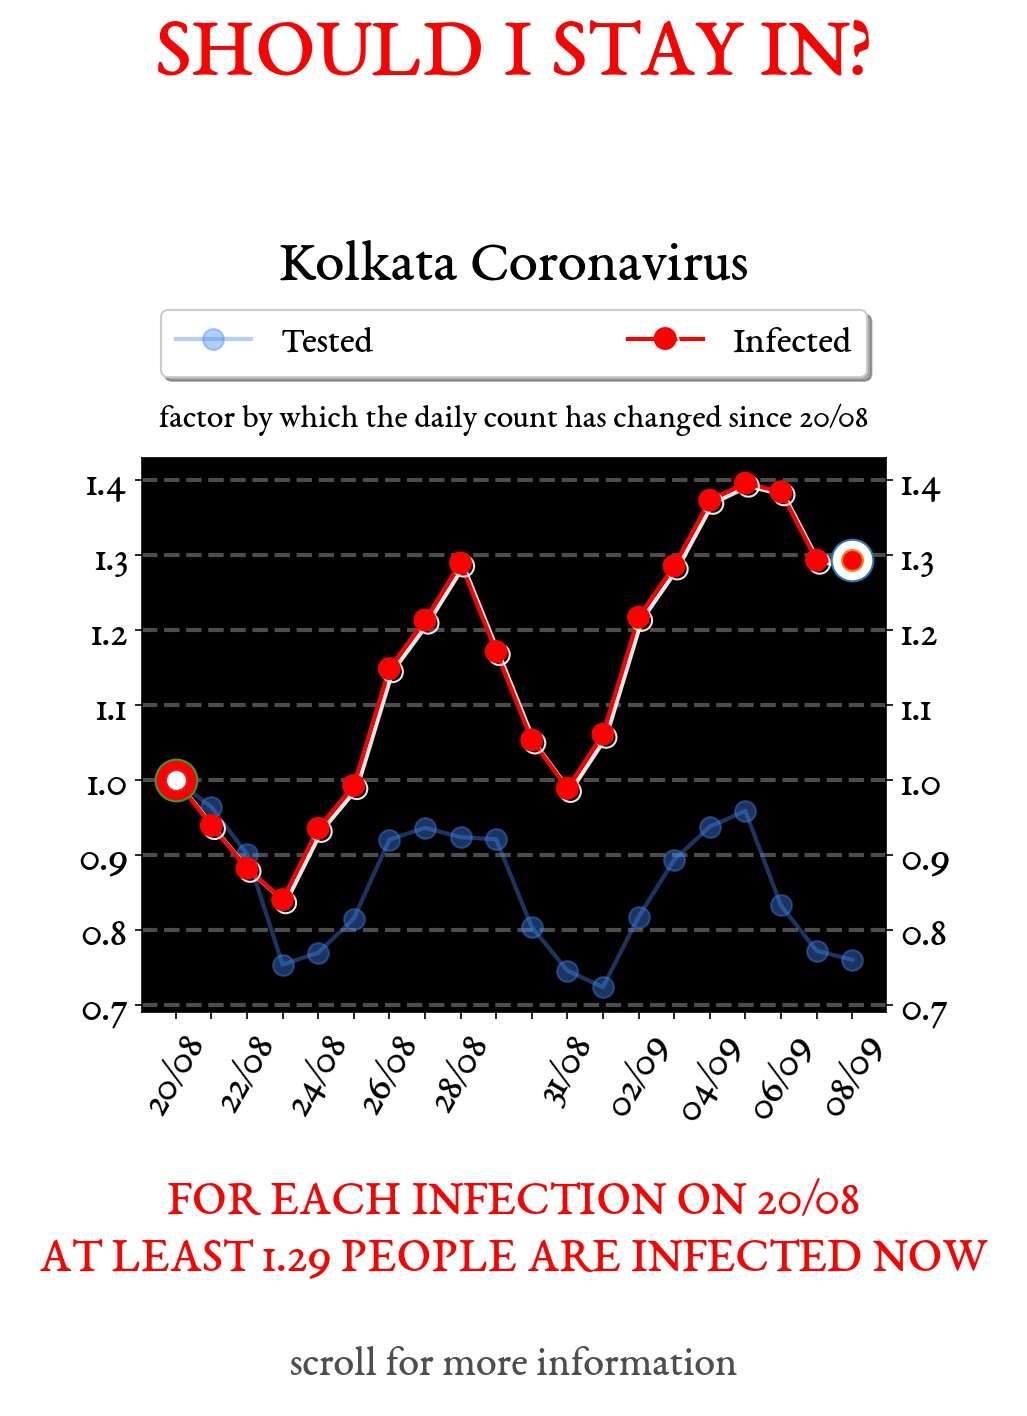 SHOULD I STAY IN?
Kolkata Coronavirus
Tested Infected
factor by which the daily count has changed since 20/08
1.4 1.4
1.3 1.3
1.2 1.2
1.1 1.1
1.0 1.0
0.9 0.9
0.8 0.8
0.7 0.7
20/08 22/08 24/08 26/08 28/08 31/08 02/09 04/09 06/09 08/09
FOR EACH INFECTION ON 20/08
AT LEAST 1.29 PEOPLE ARE INFECTED NOW
scroll for more information